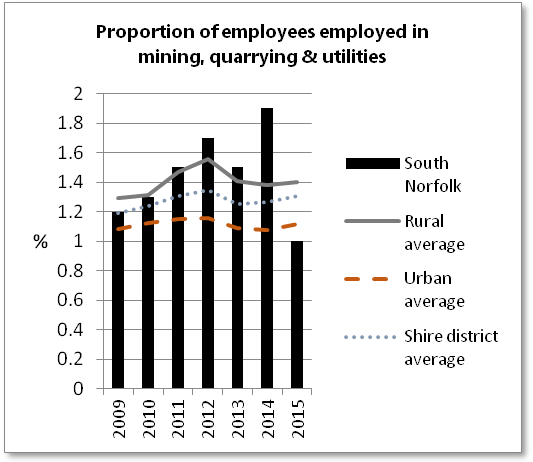 Proportion of employees employed in
mining, quarrying & utilities
2
1.8
1.6
1.4
1.2
1
0.8
0.6
0.4
0.2
0
%
2009
2010
2011
2012
2013
2014
2015
South
Norfolk
Rural
average
Urban
average
Shire district
average